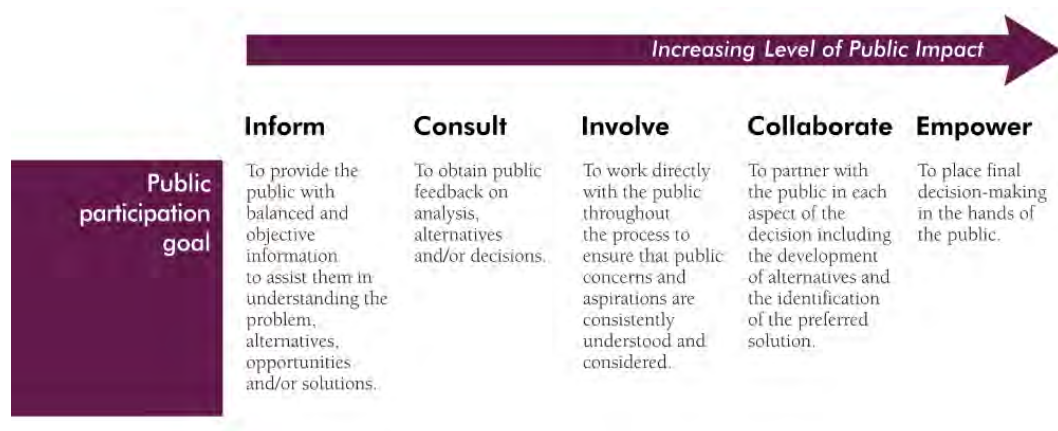 Increasing Level of Public Impact
Inform
Consult
Involve
Collaborate
Empower
Public
participation
goal
To provide the
public with
balanced and
objective
information
to assist them in
understanding the
problem,
alternatives,
opportunities
and/or solutions.
To obtain public
feedback on
analysis,
alternatives
and/or decisions.
To work directly
with the public
throughout
the process to
ensure that public
concerns and
aspirations are
consistently
understood and
considered.
To partner with
the public in each
aspect of the
decision including
the development
of alternatives and
the identification
of the preferred
solution.
To place final
decision-making
in the hands of
the public.